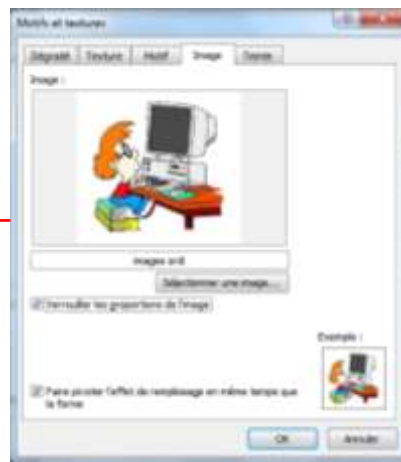 Motifs et textures
Dégradé Texture Motif Image Teinte
Image :
images ordi
Sélectionner une image...
Verrouiller les proportions de l'image
Exemple :
Faire pivoter l'effet de remplissage en même temps que
la forme
OK Annuler